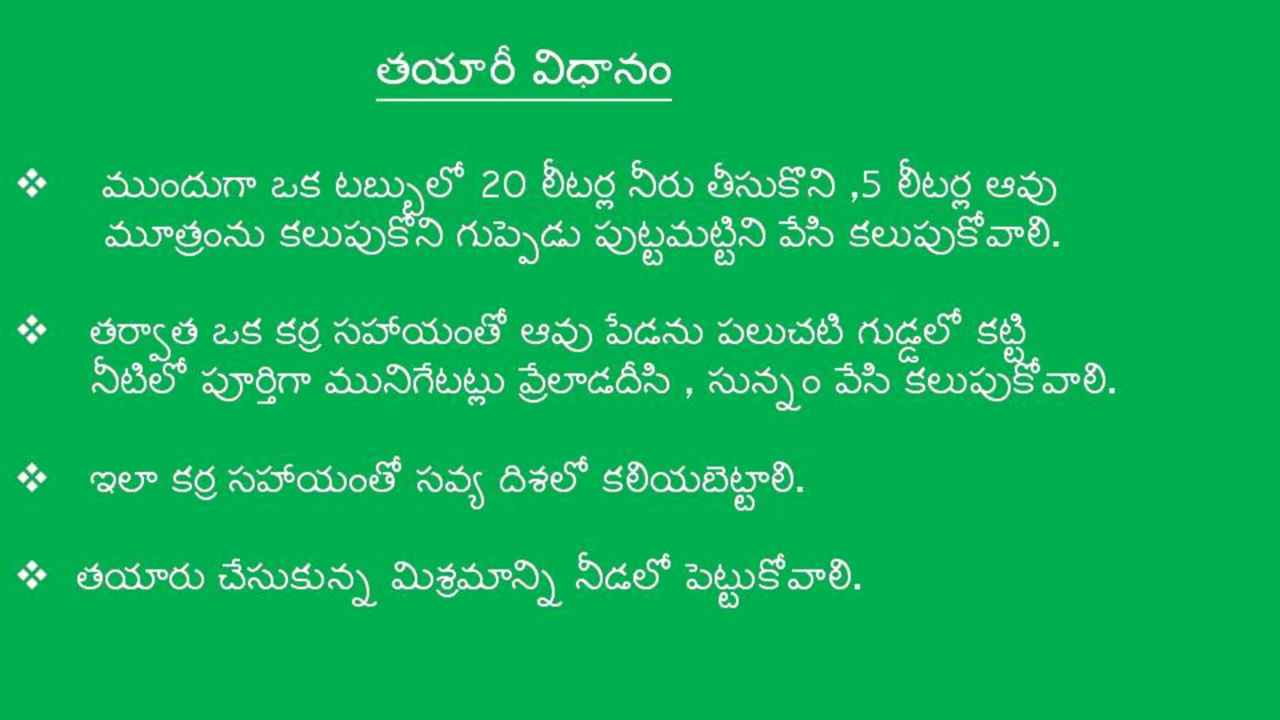 తయారీ విధానం
❖ ముందుగా ఒక టబ్బులో 20 లీటర్ల నీరు తీసుకొని ,5 లీటర్ల ఆవు
మూత్రంను కలుపుకొని గుప్పెడు పుట్టమట్టిని వేసి కలుపుకోవాలి.
❖ తర్వాత ఒక కర్ర సహాయంతో ఆవు పేడను పలుచటి గుడ్డలో కట్టి
నీటిలో పూర్తిగా మునిగేటట్లు వ్రేలాడదీసి , సున్నం వేసి కలుపుకోవాలి.
❖ ఇలా కర్ర సహాయంతో సవ్య దిశలో కలియబెట్టాలి.
❖ తయారు చేసుకున్న మిశ్రమాన్ని నీడలో పెట్టుకోవాలి.